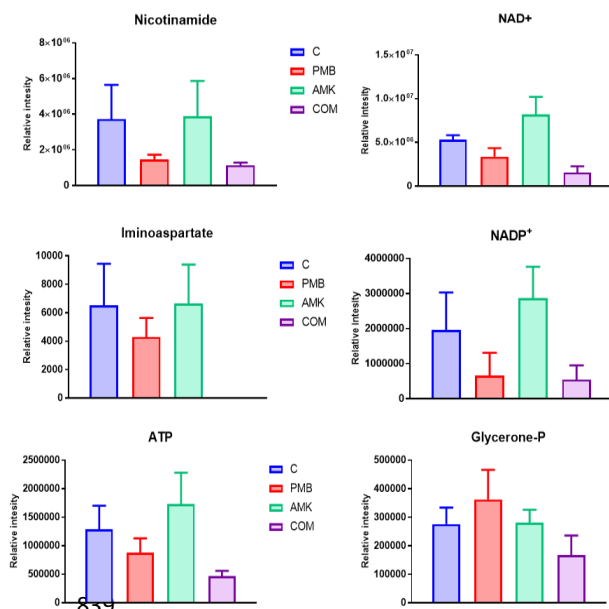 Nicotinamide
8×10⁰⁶
6×10⁰⁶
4×10⁰⁶
2×10⁰⁶
0
Relative intesity
C
PMB
AMK
COM
NAD+
1.5×10⁰⁷
1.0×10⁰⁷
5.0×10⁰⁶
0
Relative intesity
Iminoaspartate
10000
8000
6000
4000
2000
0
Relative intesity
C
PMB
AMK
COM
NADP⁺
4000000
3000000
2000000
1000000
0
Relative intesity
ATP
2500000
2000000
1500000
1000000
500000
0
Relative intesity
C
PMB
AMK
COM
Glycerone-P
500000
400000
300000
200000
100000
0
Relative intesity
839